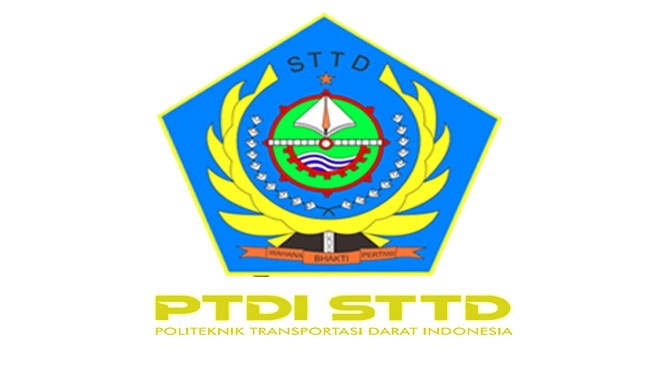 STTD
WAHANA BHAKTI PERTIWI
PTDI STTD
POLITEKNIK TRANSPORTASI DARAT INDONESIA